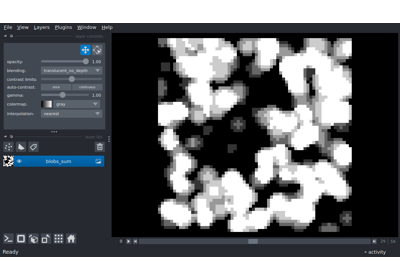 File View Layers Plugins Window Help
opacity: 1.00
blending: translucent_no_depth
contrast limits:
auto-contrast: once continuous
gamma: 1.00
colormap: gray
interpolation: nearest
blobs_sum
Ready
activity